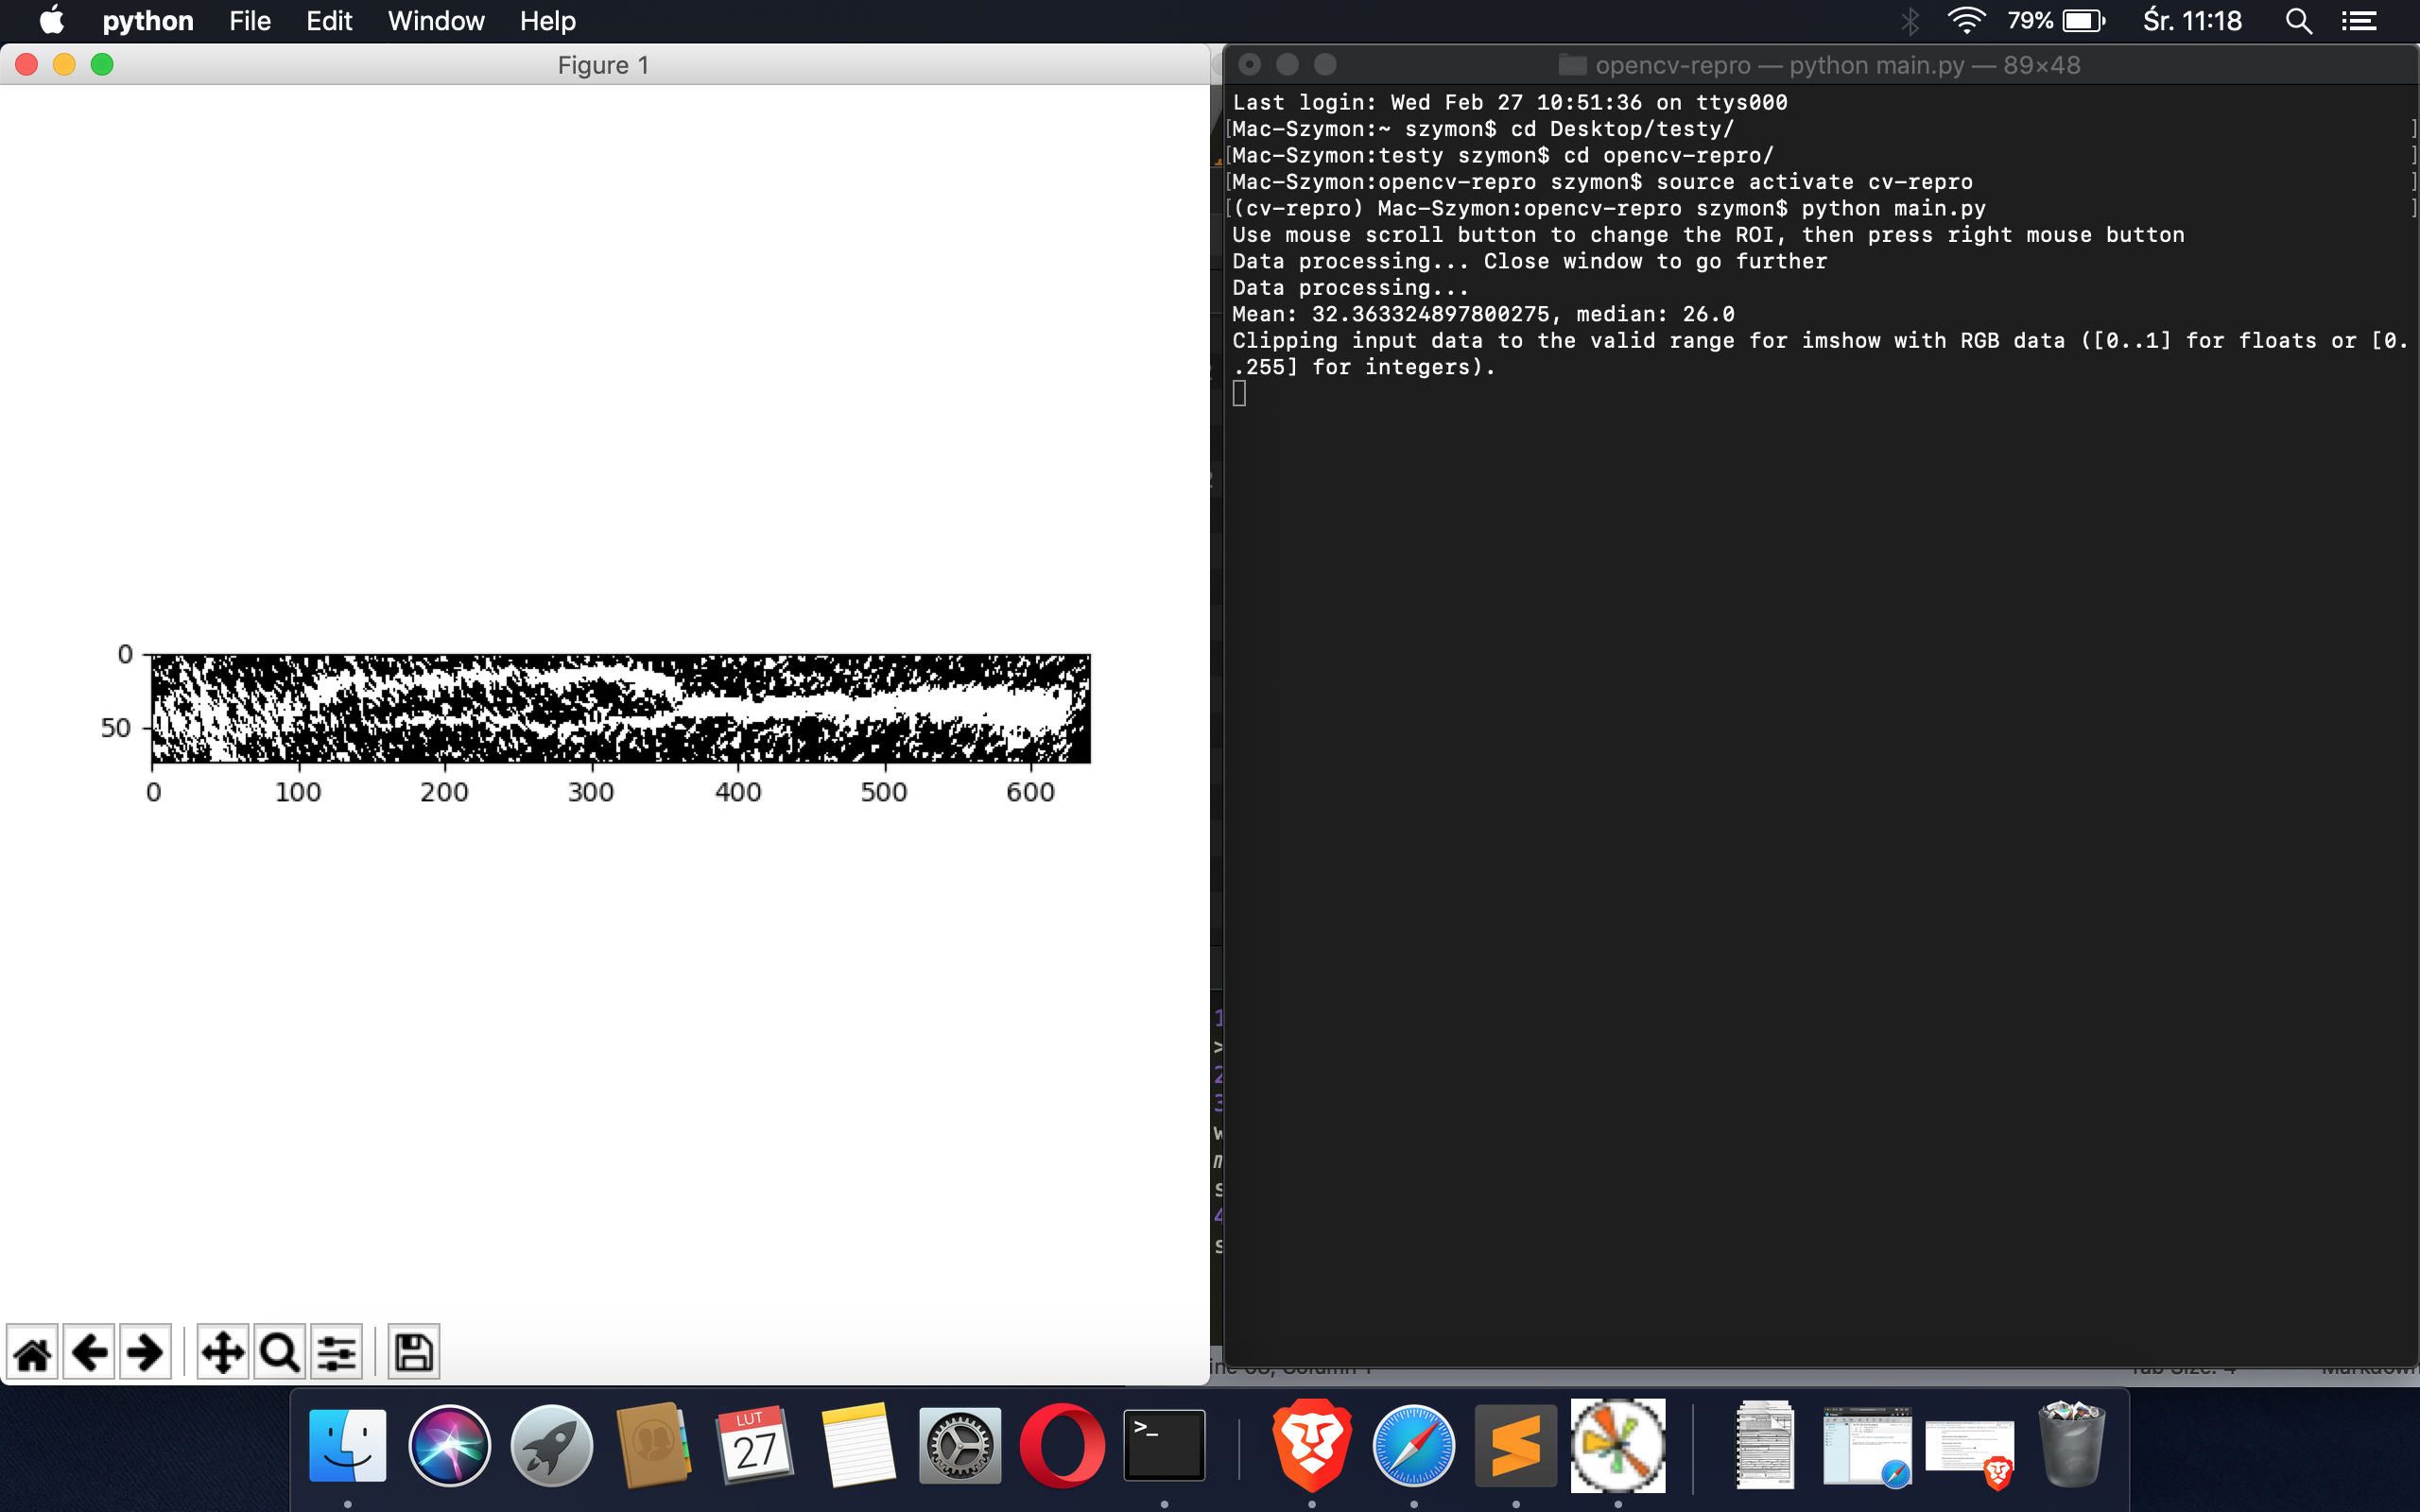 python File Edit Window Help 79% Śr. 11:18
Figure 1
0
50
0 100 200 300 400 500 600
opencv-repro — python main.py — 89×48
Last login: Wed Feb 27 10:51:36 on ttys000
[Mac-Szymon:~ szymon$ cd Desktop/testy/ ]
[Mac-Szymon:testy szymon$ cd opencv-repro/ ]
[Mac-Szymon:opencv-repro szymon$ source activate cv-repro ]
[(cv-repro) Mac-Szymon:opencv-repro szymon$ python main.py ]
Use mouse scroll button to change the ROI, then press right mouse button
Data processing... Close window to go further
Data processing...
Mean: 32.363324897800275, median: 26.0
Clipping input data to the valid range for imshow with RGB data ([0..1] for floats or [0.
.255] for integers).
1
>
2
3
4
LUT
27
>_